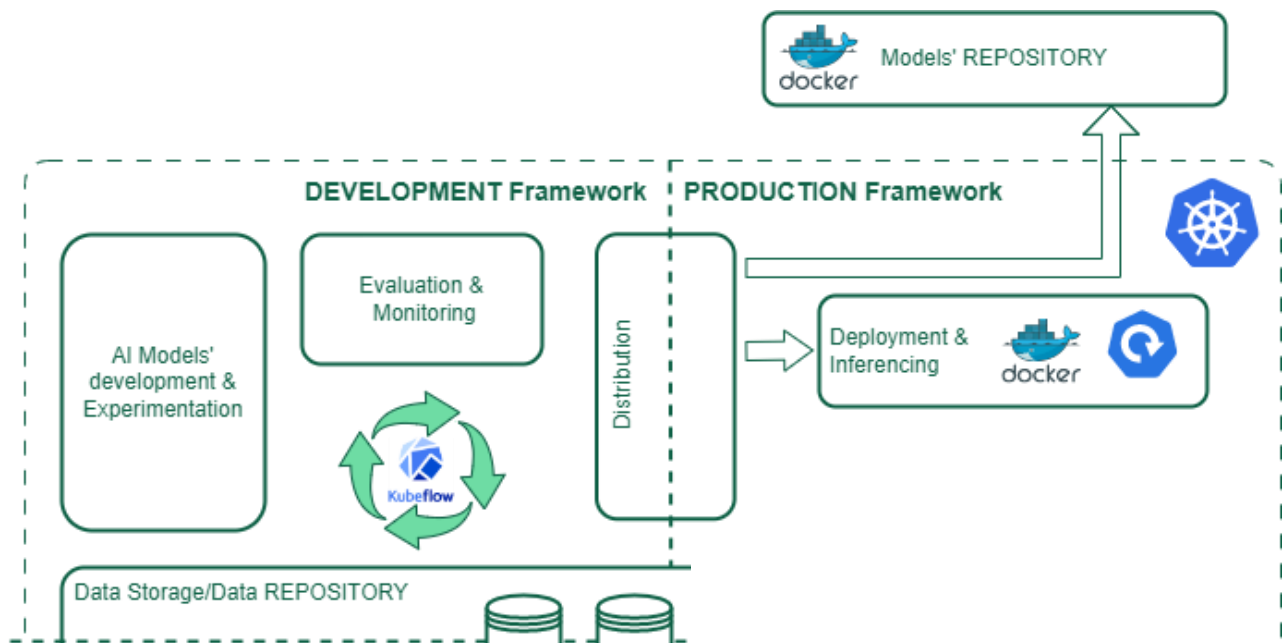 docker
Models' REPOSITORY
DEVELOPMENT Framework
PRODUCTION Framework
AI Models'
development &
Experimentation
Evaluation &
Monitoring
Kubeflow
Distribution
Deployment &
Inferencing
docker
Data Storage/Data REPOSITORY